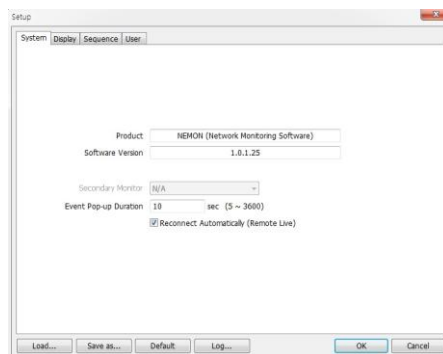 Setup
System Display Sequence User
Product NEMON (Network Monitoring Software)
Software Version 1.0.1.25
Secondary Monitor N/A
Event Pop-up Duration 10 sec (5 ~ 3600)
Reconnect Automatically (Remote Live)
Load... Save as... Default Log... OK Cancel